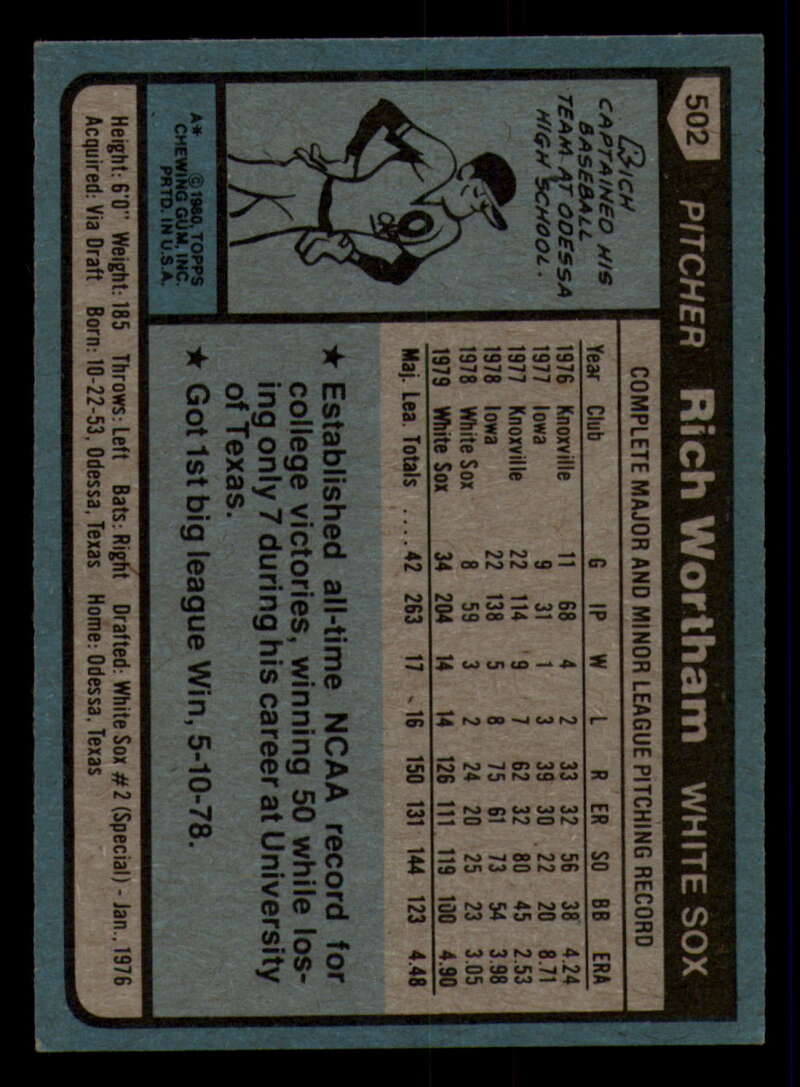 502 PITCHER Rich Wortham WHITE SOX
Rich
CAPTAINED HIS
BASEBALL
TEAM AT ODESSA
HIGH SCHOOL.
A* © 1980, TOPPS
CHEWING GUM, INC.
PRTD. IN U.S.A.
COMPLETE MAJOR AND MINOR LEAGUE PITCHING RECORD
Year Club G IP W L R ER SO BB ERA
1976 Knoxville 11 68 4 2 33 32 56 38 4.24
1977 Iowa 9 31 1 3 39 30 22 20 8.71
1977 Knoxville 22 114 9 7 62 32 80 45 2.53
1978 Iowa 22 138 5 8 75 61 73 54 3.98
1978 White Sox 8 59 3 2 24 20 25 23 3.05
1979 White Sox 34 204 14 14 126 111 119 100 4.90
Maj. Lea. Totals .... 42 263 17 16 150 131 144 123 4.48
★ Established all-time NCAA record for
college victories, winning 50 while los-
ing only 7 during his career at University
of Texas.
★ Got 1st big league Win, 5-10-78.
Height: 6'0" Weight: 185 Throws: Left Bats: Right Drafted: White Sox #2 (Special) - Jan., 1976
Acquired: Via Draft Born: 10-22-53, Odessa, Texas Home: Odessa, Texas